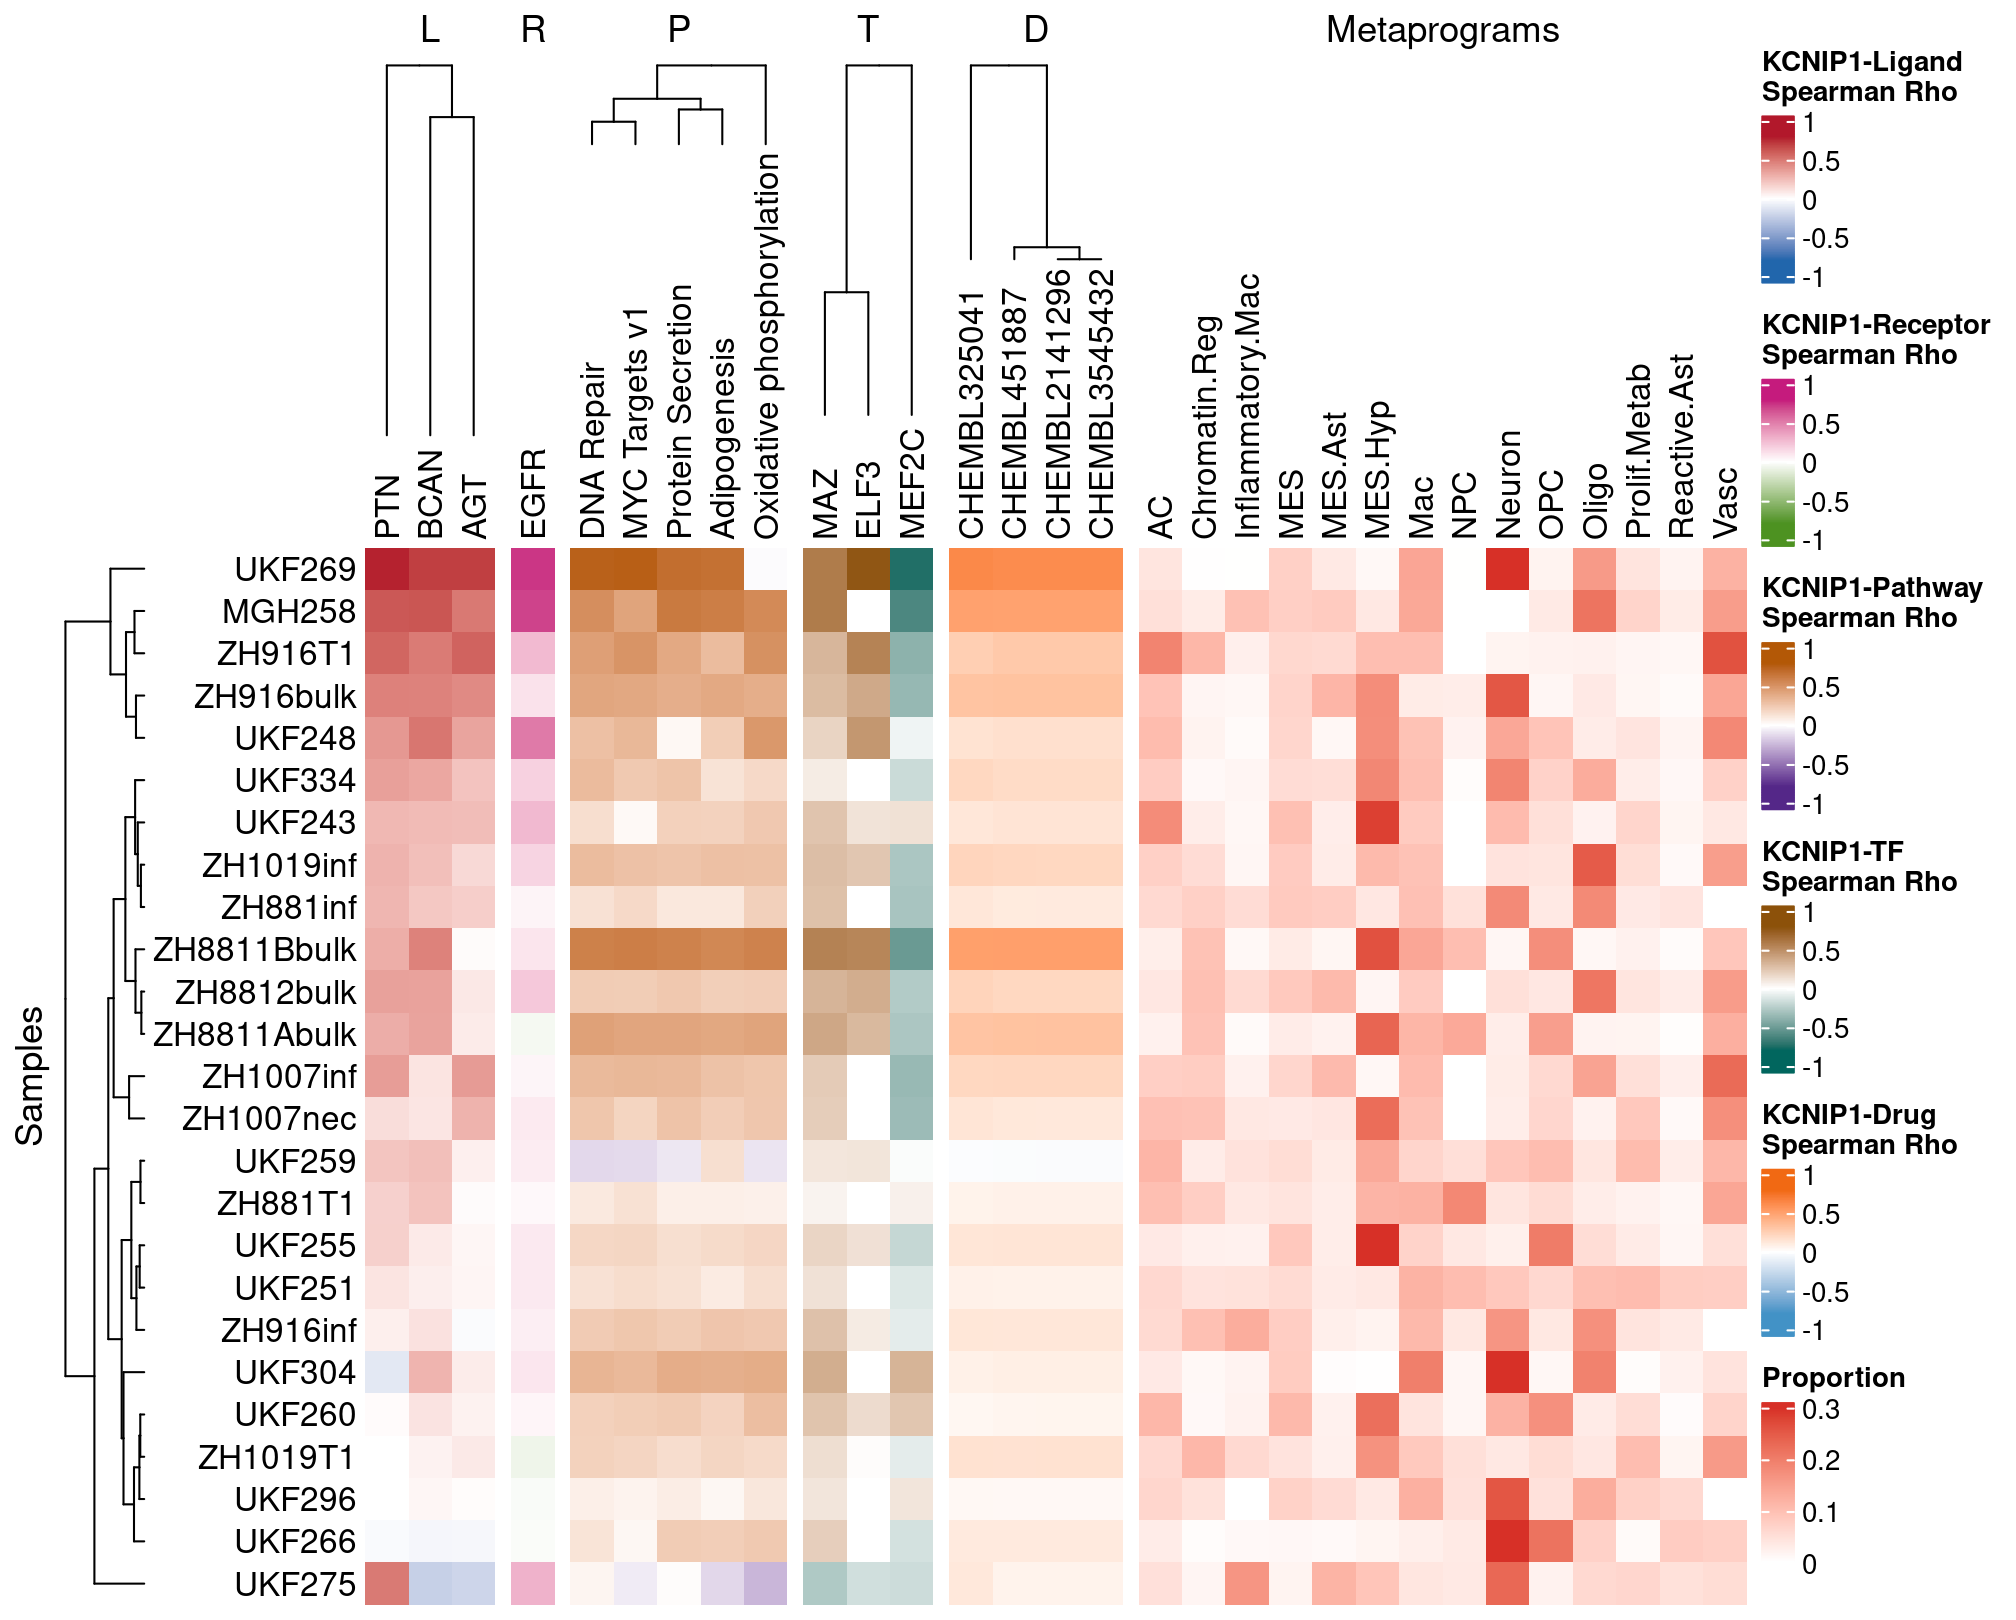 L R P T D Metaprograms
PTN
BCAN
AGT
EGFR
DNA Repair
MYC Targets v1
Protein Secretion
Adipogenesis
Oxidative phosphorylation
MAZ
ELF3
MEF2C
CHEMBL325041
CHEMBL451887
CHEMBL2141296
CHEMBL3545432
AC
Chromatin.Reg
Inflammatory.Mac
MES
MES.Ast
MES.Hyp
Mac
NPC
Neuron
OPC
Oligo
Prolif.Metab
Reactive.Ast
Vasc
Samples
UKF269
MGH258
ZH916T1
ZH916bulk
UKF248
UKF334
UKF243
ZH1019inf
ZH881inf
ZH8811Bbulk
ZH8812bulk
ZH8811Abulk
ZH1007inf
ZH1007nec
UKF259
ZH881T1
UKF255
UKF251
ZH916inf
UKF304
UKF260
ZH1019T1
UKF296
UKF266
UKF275
KCNIP1-Ligand
Spearman Rho
1
0.5
0
-0.5
-1
KCNIP1-Receptor
Spearman Rho
1
0.5
0
-0.5
-1
KCNIP1-Pathway
Spearman Rho
1
0.5
0
-0.5
-1
KCNIP1-TF
Spearman Rho
1
0.5
0
-0.5
-1
KCNIP1-Drug
Spearman Rho
1
0.5
0
-0.5
-1
Proportion
0.3
0.2
0.1
0